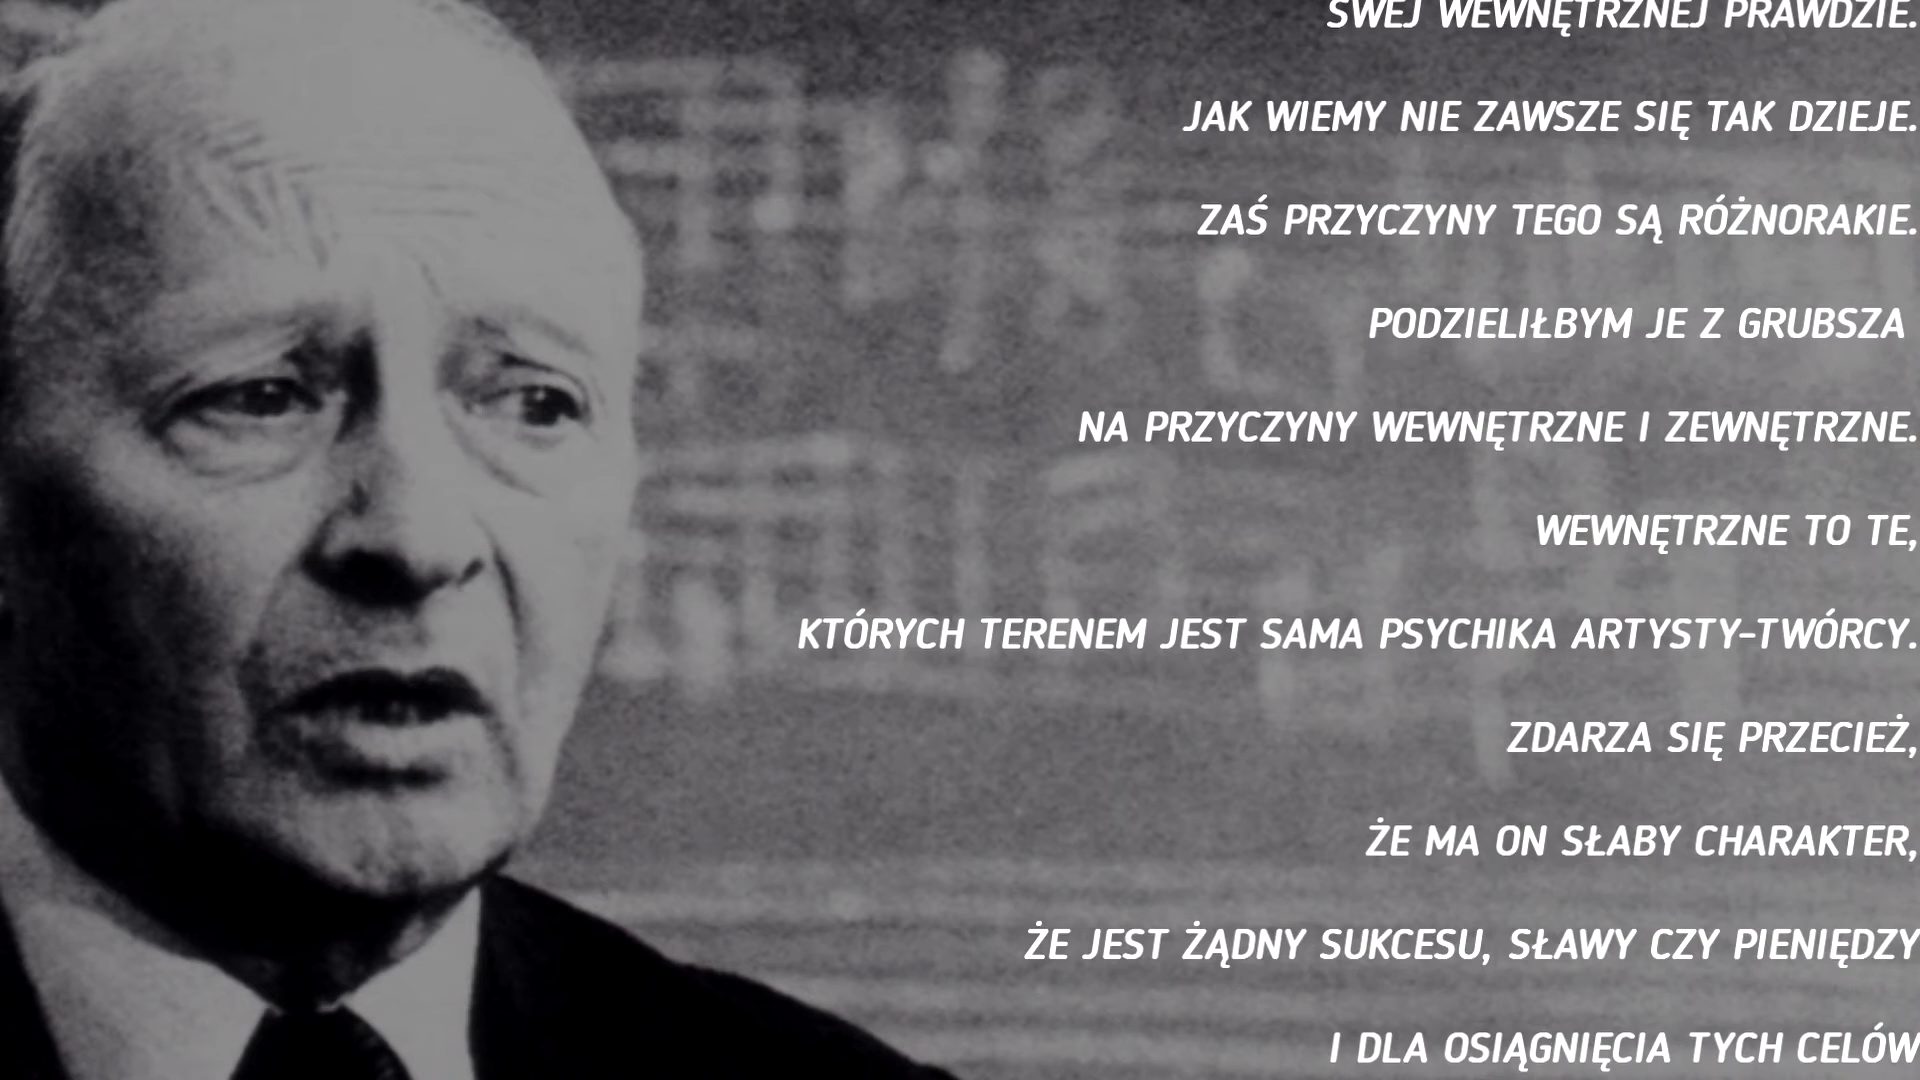 SWEJ WEWNĘTRZNEJ PRAWDZIE.
JAK WIEMY NIE ZAWSZE SIĘ TAK DZIEJE.
ZAŚ PRZYCZYNY TEGO SĄ RÓŻNORAKIE.
PODZIELIŁBYM JE Z GRUBSZA
NA PRZYCZYNY WEWNĘTRZNE I ZEWNĘTRZNE.
WEWNĘTRZNE TO TE,
KTÓRYCH TERENEM JEST SAMA PSYCHIKA ARTYSTY-TWÓRCY.
ZDARZA SIĘ PRZECIEŻ,
ŻE MA ON SŁABY CHARAKTER,
ŻE JEST ŻĄDNY SUKCESU, SŁAWY CZY PIENIĘDZY
I DLA OSIĄGNIĘCIA TYCH CELÓW